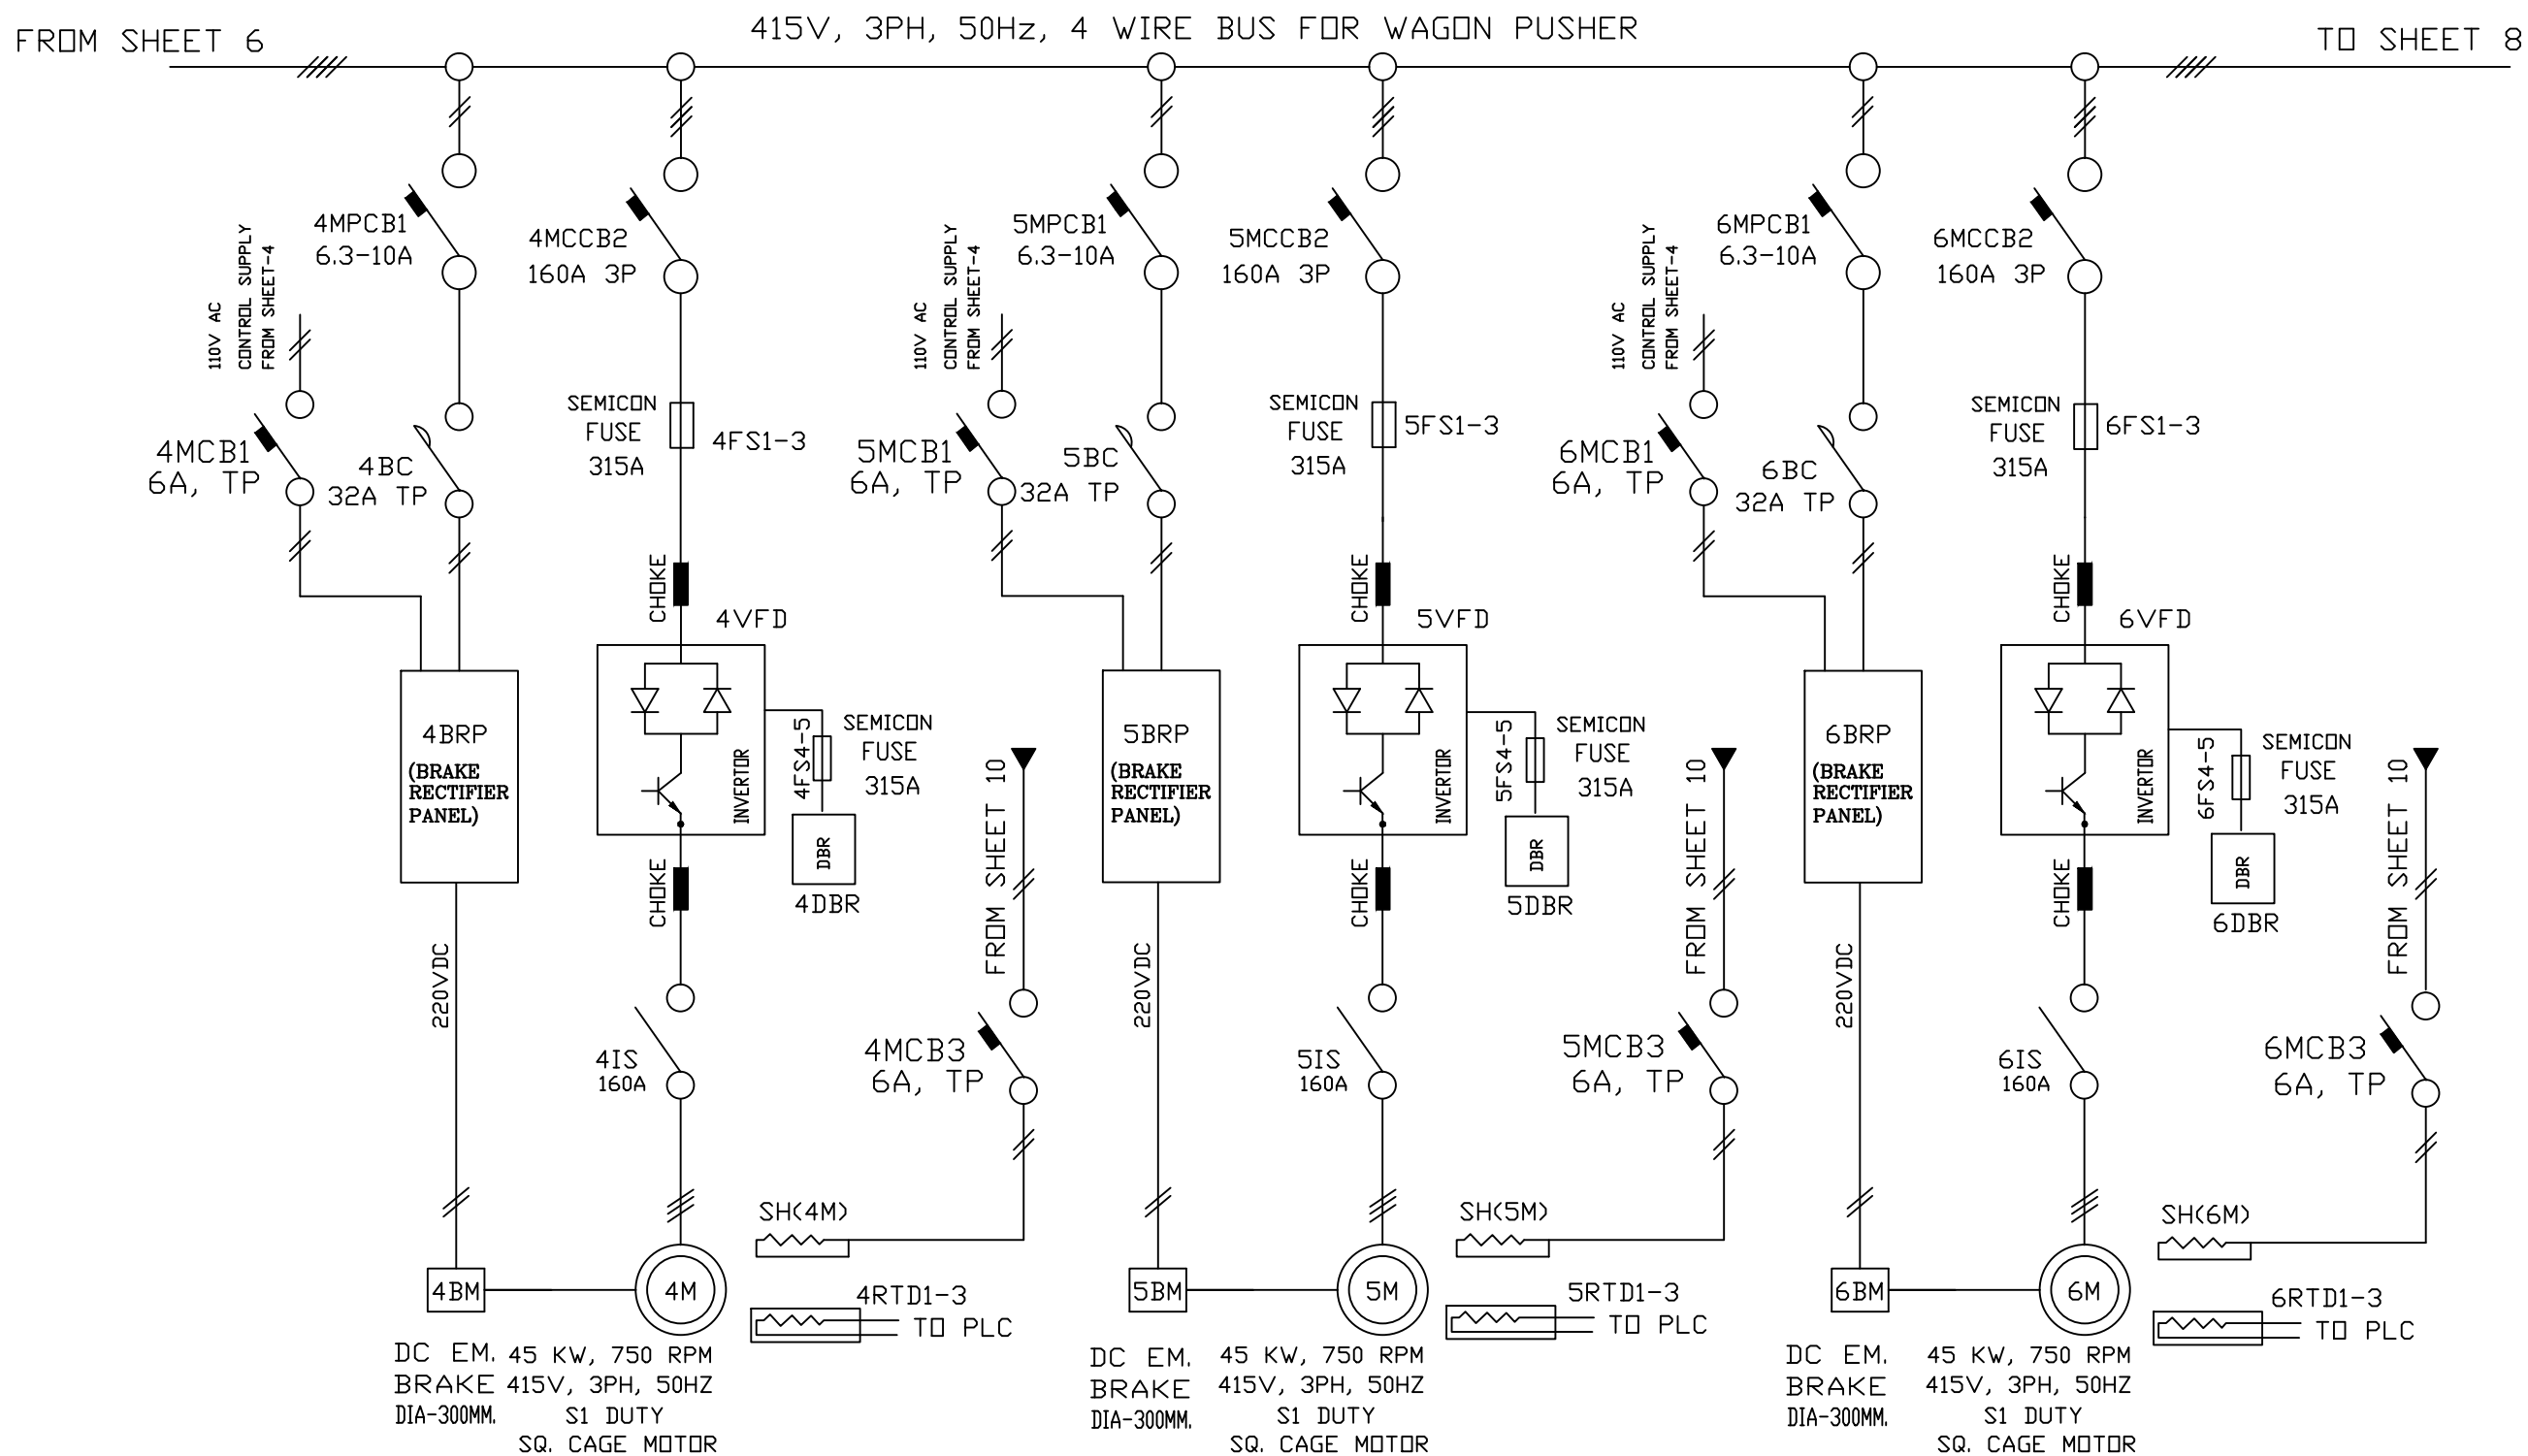 FROM SHEET 6
415V, 3PH, 50Hz, 4 WIRE BUS FOR WAGON PUSHER
TO SHEET 8
110V AC
CONTROL SUPPLY
FROM SHEET-4
4MPCB1
6.3-10A
4MCCB2
160A 3P
4MCB1
6A, TP
4BC
32A TP
SEMICON
FUSE
315A
4FS1-3
CHOKE
4VFD
4BRP
(BRAKE
RECTIFIER
PANEL)
INVERTOR
4FS4-5
SEMICON
FUSE
315A
DBR
4DBR
CHOKE
220VDC
FROM SHEET 10
4IS
160A
4MCB3
6A, TP
SH(4M)
4BM
4M
4RTD1-3
TO PLC
DC EM.
BRAKE
DIA-300MM.
45 KW, 750 RPM
415V, 3PH, 50HZ
S1 DUTY
SQ. CAGE MOTOR
110V AC
CONTROL SUPPLY
FROM SHEET-4
5MPCB1
6.3-10A
5MCCB2
160A 3P
5MCB1
6A, TP
5BC
32A TP
SEMICON
FUSE
315A
5FS1-3
CHOKE
5VFD
5BRP
(BRAKE
RECTIFIER
PANEL)
INVERTOR
5FS4-5
SEMICON
FUSE
315A
DBR
5DBR
CHOKE
220VDC
FROM SHEET 10
5IS
160A
5MCB3
6A, TP
SH(5M)
5BM
5M
5RTD1-3
TO PLC
DC EM.
BRAKE
DIA-300MM.
45 KW, 750 RPM
415V, 3PH, 50HZ
S1 DUTY
SQ. CAGE MOTOR
110V AC
CONTROL SUPPLY
FROM SHEET-4
6MPCB1
6.3-10A
6MCCB2
160A 3P
6MCB1
6A, TP
6BC
32A TP
SEMICON
FUSE
315A
6FS1-3
CHOKE
6VFD
6BRP
(BRAKE
RECTIFIER
PANEL)
INVERTOR
6FS4-5
SEMICON
FUSE
315A
DBR
6DBR
CHOKE
220VDC
FROM SHEET 10
6IS
160A
6MCB3
6A, TP
SH(6M)
6BM
6M
6RTD1-3
TO PLC
DC EM.
BRAKE
DIA-300MM.
45 KW, 750 RPM
415V, 3PH, 50HZ
S1 DUTY
SQ. CAGE MOTOR